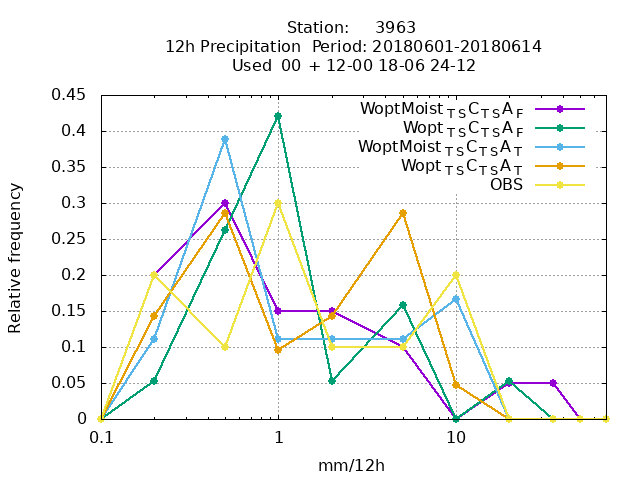 Station: 3963
12h Precipitation Period: 20180601-20180614
Used 00 + 12-00 18-06 24-12
WoptMoist TS C TS A F
Wopt TS C TS A F
WoptMoist TS C TS A T
Wopt TS C TS A T
OBS
Relative frequency
0.45
0.4
0.35
0.3
0.25
0.2
0.15
0.1
0.05
0
0.1 1 10
mm/12h